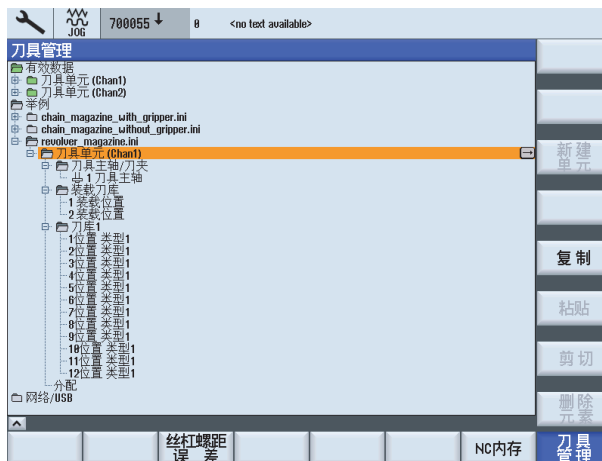 JOG
700055
0
<no text available>
刀具管理
有效数据
刀具单元 (Chan1)
刀具单元 (Chan2)
举例
chain_magazine_with_gripper.ini
chain_magazine_without_gripper.ini
revolver_magazine.ini
刀具单元 (Chan1)
刀具主轴/刀夹
1 刀具主轴
装载刀库
1 装载位置
2 装载位置
刀库1
1位置 类型1
2位置 类型1
3位置 类型1
4位置 类型1
5位置 类型1
6位置 类型1
7位置 类型1
8位置 类型1
9位置 类型1
10位置 类型1
11位置 类型1
12位置 类型1
分配
网络/USB
新建
单元
复制
粘贴
剪切
删除
元素
丝杠螺距
误 差
NC内存
刀具
管理